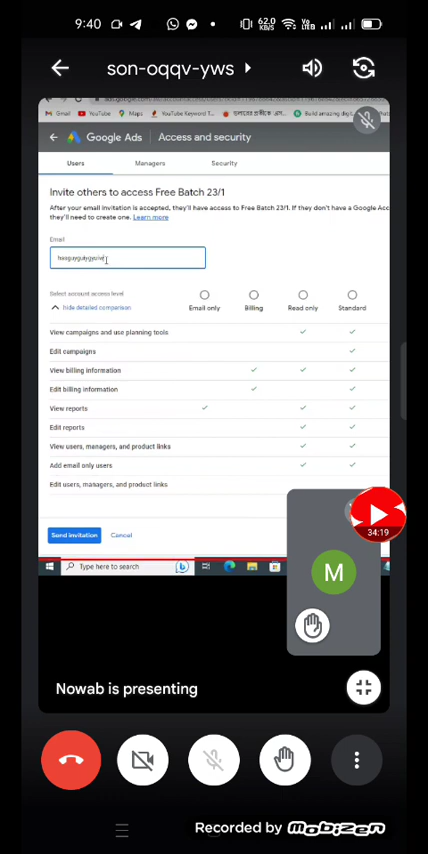 9:40
62.0
KB/S
son-oqqv-yws
Gmail
YouTube
Maps
YouTube Keyword T...
Build amazing digit...
Google Ads
Access and security
Users
Managers
Security
Invite others to access Free Batch 23/1
After your email invitation is accepted, they'll have access to Free Batch 23/1. If they don't have a Google Acc
they'll need to create one. Learn more
Email
Select account access level
Hide detailed comparison
Email only
Billing
Read only
Standard
View campaigns and use planning tools
Edit campaigns
View billing information
Edit billing information
View reports
Edit reports
View users, managers, and product links
Add email only users
Edit users, managers, and product links
Send invitation
Cancel
Type here to search
34:19
M
Nowab is presenting
Recorded by mobizen